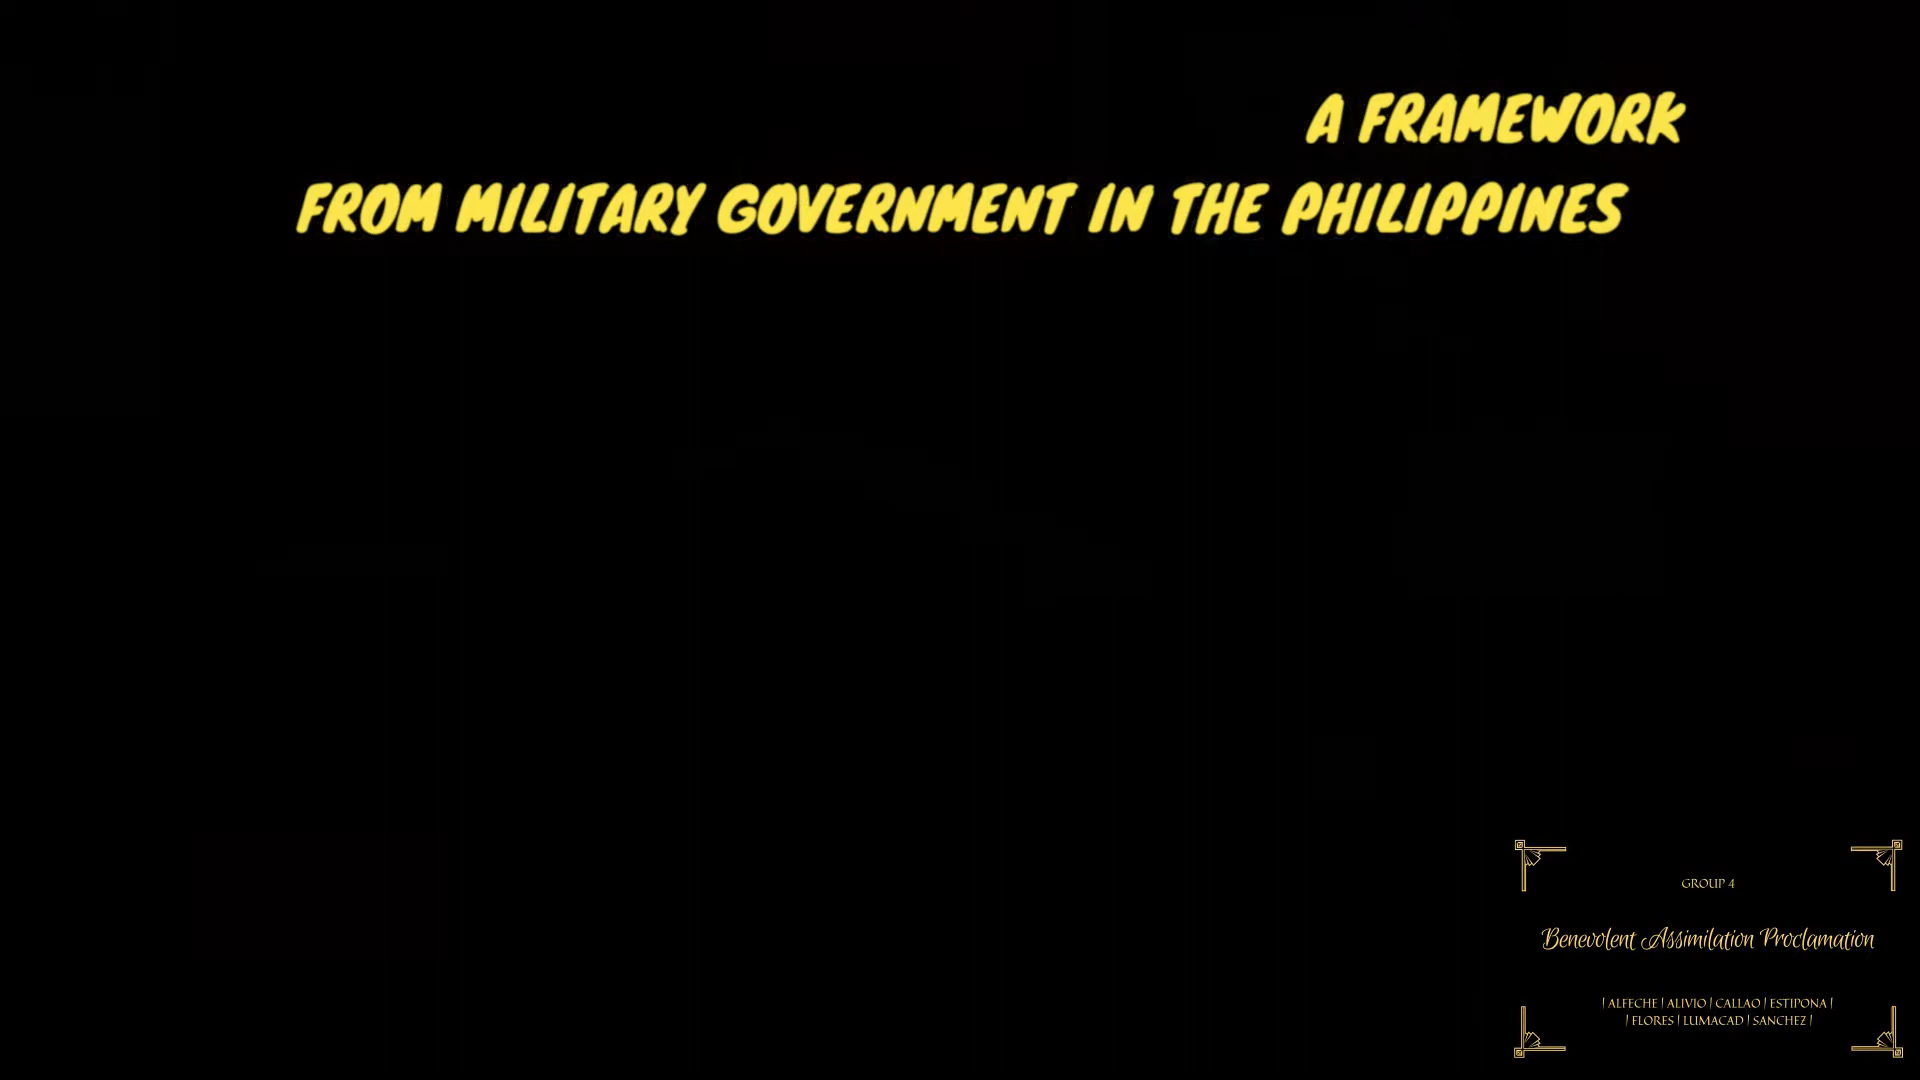 A FRAMEWORK
FROM MILITARY GOVERNMENT IN THE PHILIPPINES
GROUP 4
Benevolent Assimilation Proclamation
| ALFECHE | ALIVIO | CALLAO | ESTIPONA |
| FLORES | LUMACAD | SANCHEZ |